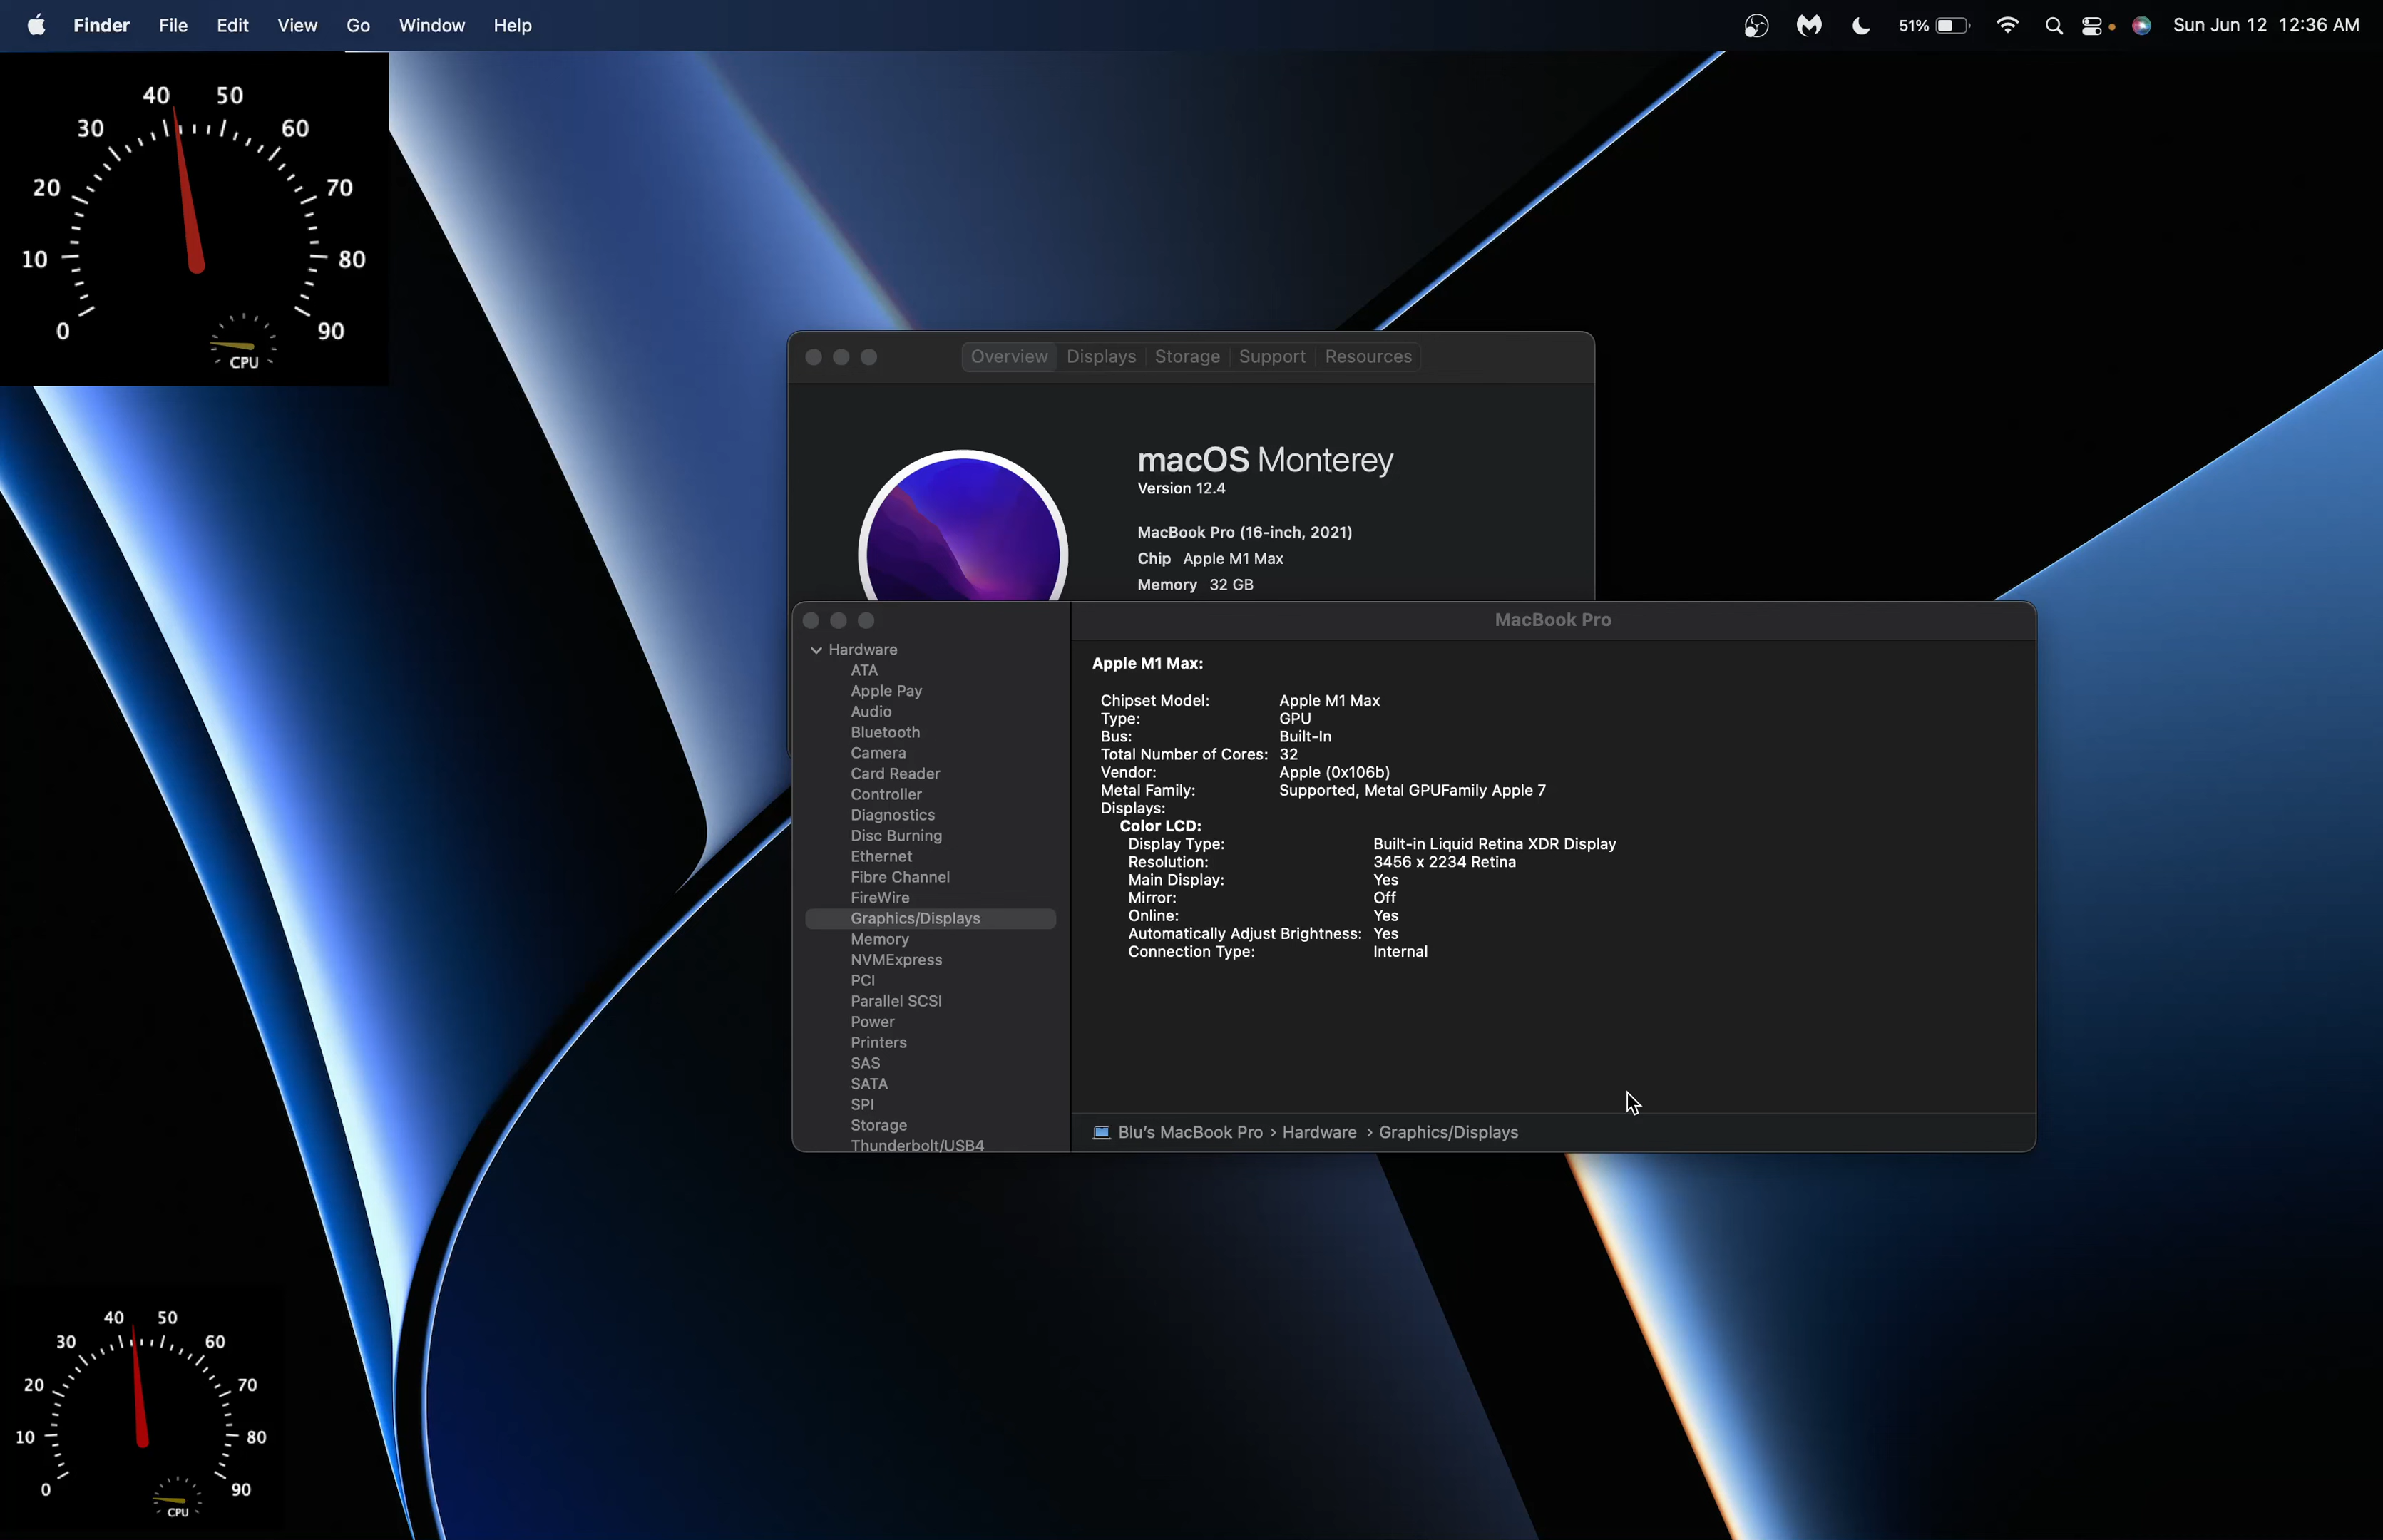 Finder File Edit View Go Window Help 51% Sun Jun 12 12:36 AM
0 10 20 30 40 50 60 70 80 90
CPU
Overview Displays Storage Support Resources
macOS Monterey
Version 12.4
MacBook Pro (16-inch, 2021)
Chip Apple M1 Max
Memory 32 GB
MacBook Pro
Hardware
ATA
Apple Pay
Audio
Bluetooth
Camera
Card Reader
Controller
Diagnostics
Disc Burning
Ethernet
Fibre Channel
FireWire
Graphics/Displays
Memory
NVMExpress
PCI
Parallel SCSI
Power
Printers
SAS
SATA
SPI
Storage
Thunderbolt/USB4
Apple M1 Max:
Chipset Model: Apple M1 Max
Type: GPU
Bus: Built-In
Total Number of Cores: 32
Vendor: Apple (0x106b)
Metal Family: Supported, Metal GPUFamily Apple 7
Displays:
Color LCD:
Display Type: Built-in Liquid Retina XDR Display
Resolution: 3456 x 2234 Retina
Main Display: Yes
Mirror: Off
Online: Yes
Automatically Adjust Brightness: Yes
Connection Type: Internal
Blu's MacBook Pro › Hardware › Graphics/Displays
0 10 20 30 40 50 60 70 80 90
CPU